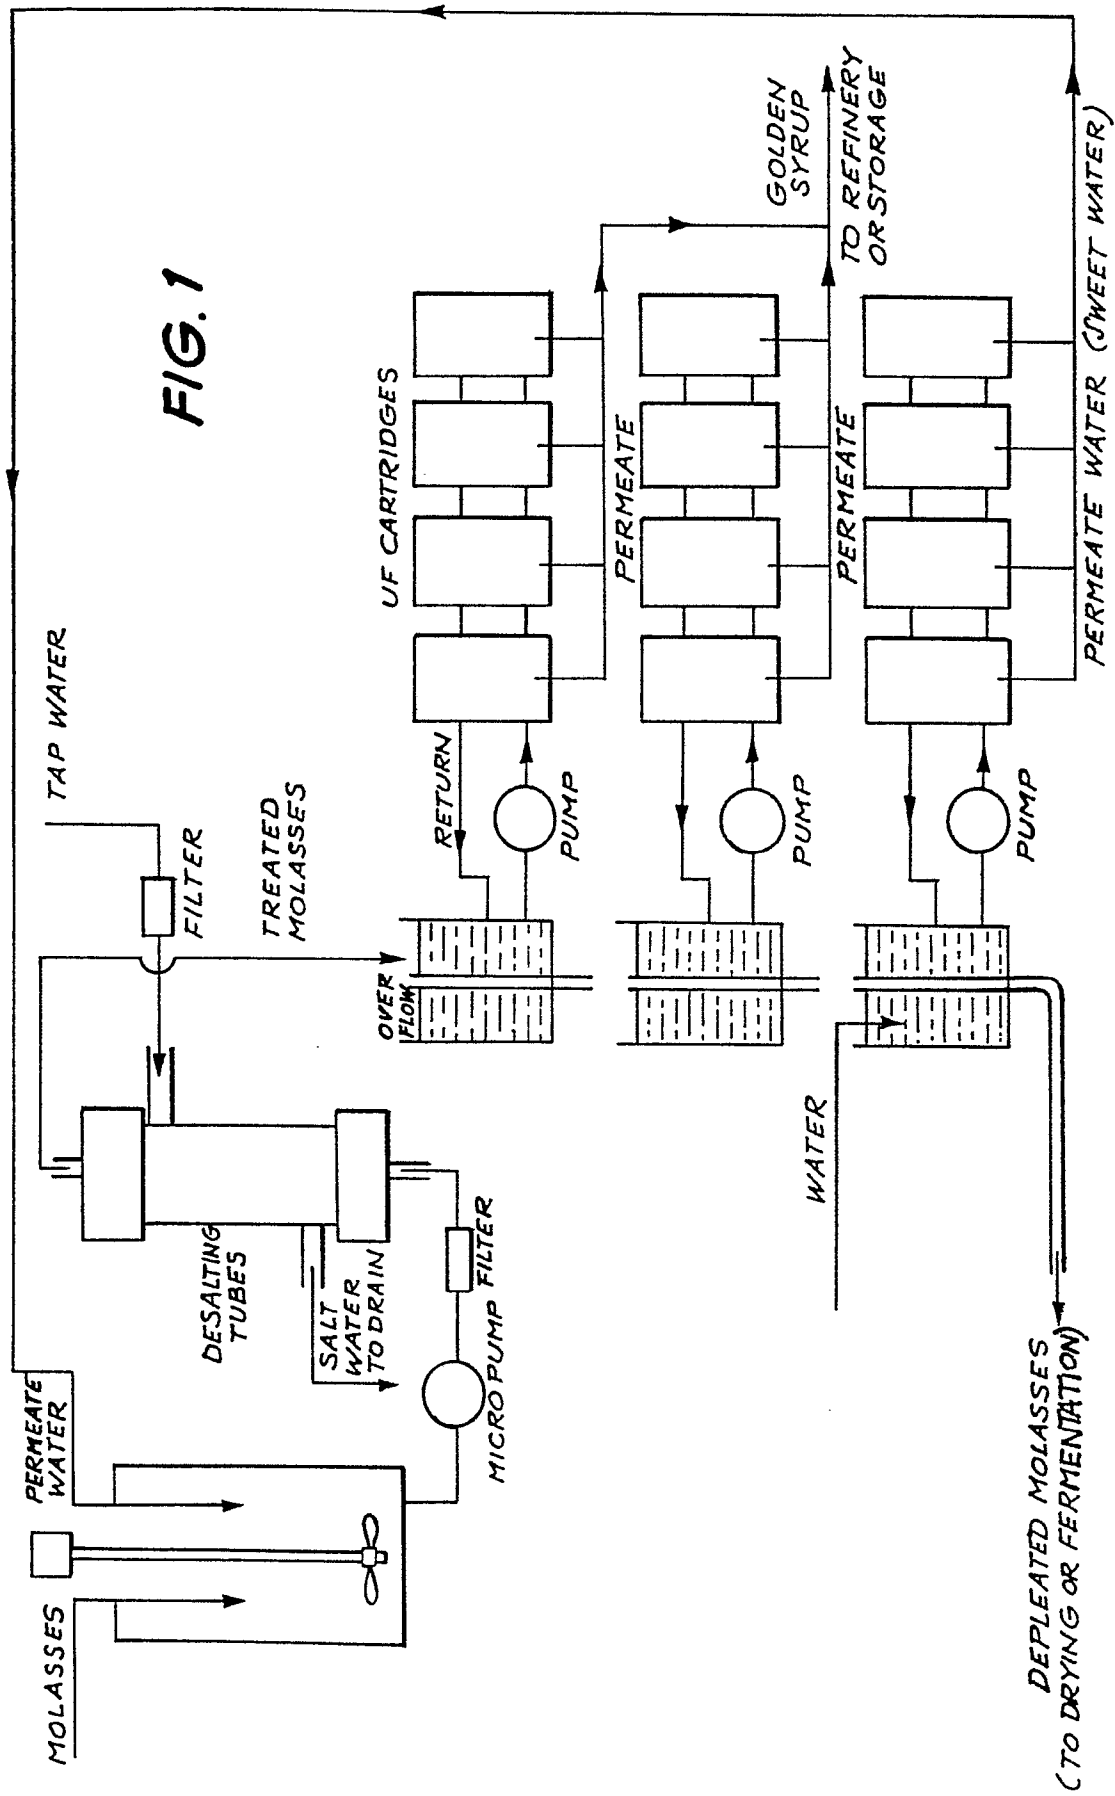 FIG. 1
MOLASSES
PERMEATE
WATER
DESALTING
TUBES
SALT
WATER
TO DRAIN
MICRO PUMP
FILTER
TAP WATER
FILTER
TREATED
MOLASSES
OVER
FLOW
RETURN
PUMP
UF CARTRIDGES
PERMEATE
GOLDEN
SYRUP
TO REFINERY
OR STORAGE
PUMP
PERMEATE
WATER
PUMP
PERMEATE WATER (SWEET WATER)
DEPLEATED MOLASSES
(TO DRYING OR FERMENTATION)